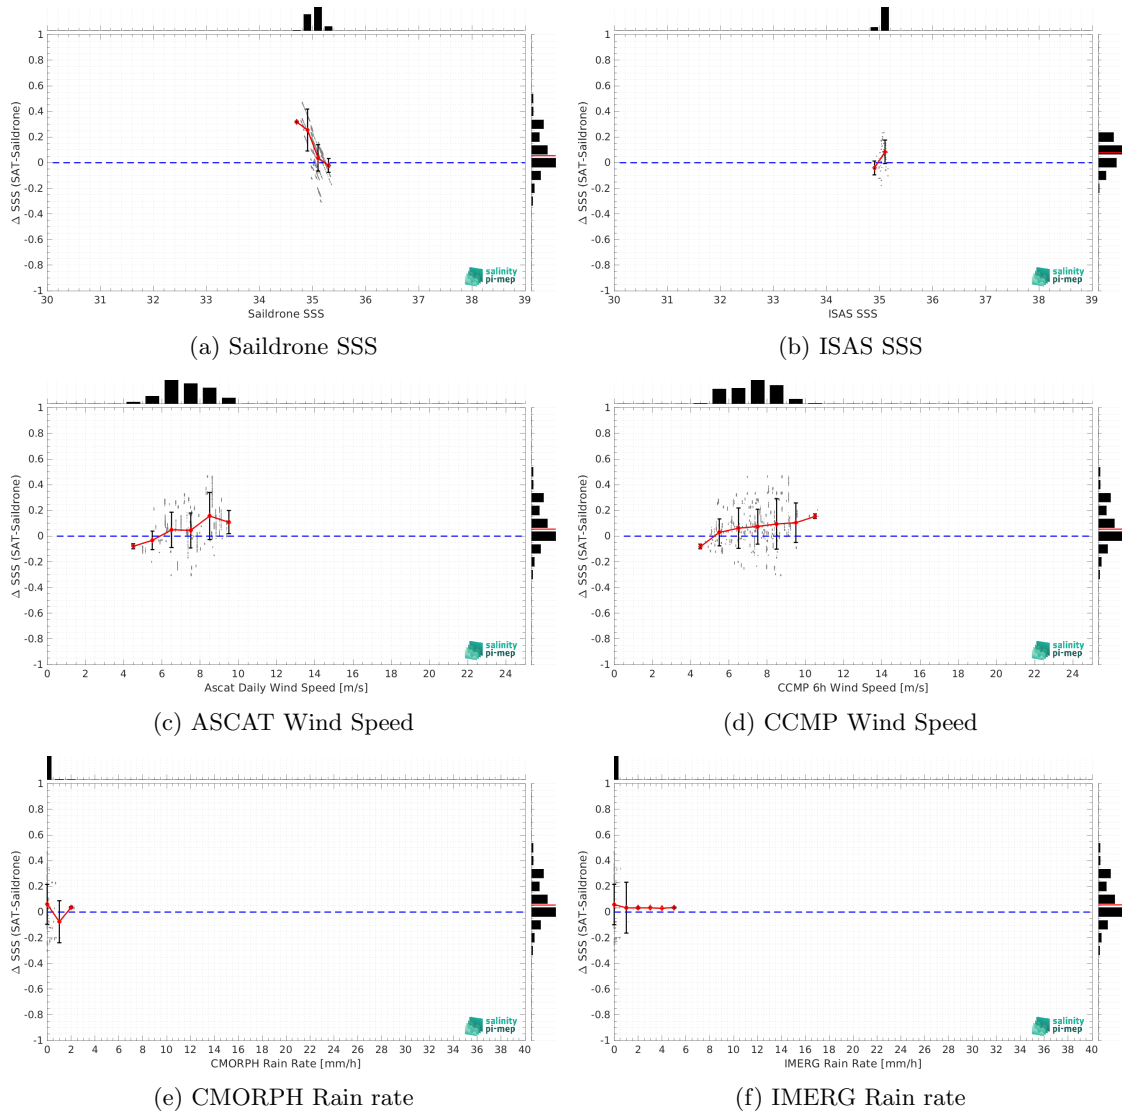 1
0.8
0.6
0.4
0.2
0
-0.2
-0.4
-0.6
-0.8
-1
Δ SSS (SAT-Saildrone)
30 31 32 33 34 35 36 37 38 39
Saildrone SSS
salinity
pi-mep
(a) Saildrone SSS
1
0.8
0.6
0.4
0.2
0
-0.2
-0.4
-0.6
-0.8
-1
Δ SSS (SAT-Saildrone)
30 31 32 33 34 35 36 37 38 39
ISAS SSS
salinity
pi-mep
(b) ISAS SSS
1
0.8
0.6
0.4
0.2
0
-0.2
-0.4
-0.6
-0.8
-1
Δ SSS (SAT-Saildrone)
0 2 4 6 8 10 12 14 16 18 20 22 24
Ascat Daily Wind Speed [m/s]
salinity
pi-mep
(c) ASCAT Wind Speed
1
0.8
0.6
0.4
0.2
0
-0.2
-0.4
-0.6
-0.8
-1
Δ SSS (SAT-Saildrone)
0 2 4 6 8 10 12 14 16 18 20 22 24
CCMP 6h Wind Speed [m/s]
salinity
pi-mep
(d) CCMP Wind Speed
1
0.8
0.6
0.4
0.2
0
-0.2
-0.4
-0.6
-0.8
-1
Δ SSS (SAT-Saildrone)
0 2 4 6 8 10 12 14 16 18 20 22 24 26 28 30 32 34 36 38 40
CMORPH Rain Rate [mm/h]
salinity
pi-mep
(e) CMORPH Rain rate
1
0.8
0.6
0.4
0.2
0
-0.2
-0.4
-0.6
-0.8
-1
Δ SSS (SAT-Saildrone)
0 2 4 6 8 10 12 14 16 18 20 22 24 26 28 30 32 34 36 38 40
IMERG Rain Rate [mm/h]
salinity
pi-mep
(f) IMERG Rain rate